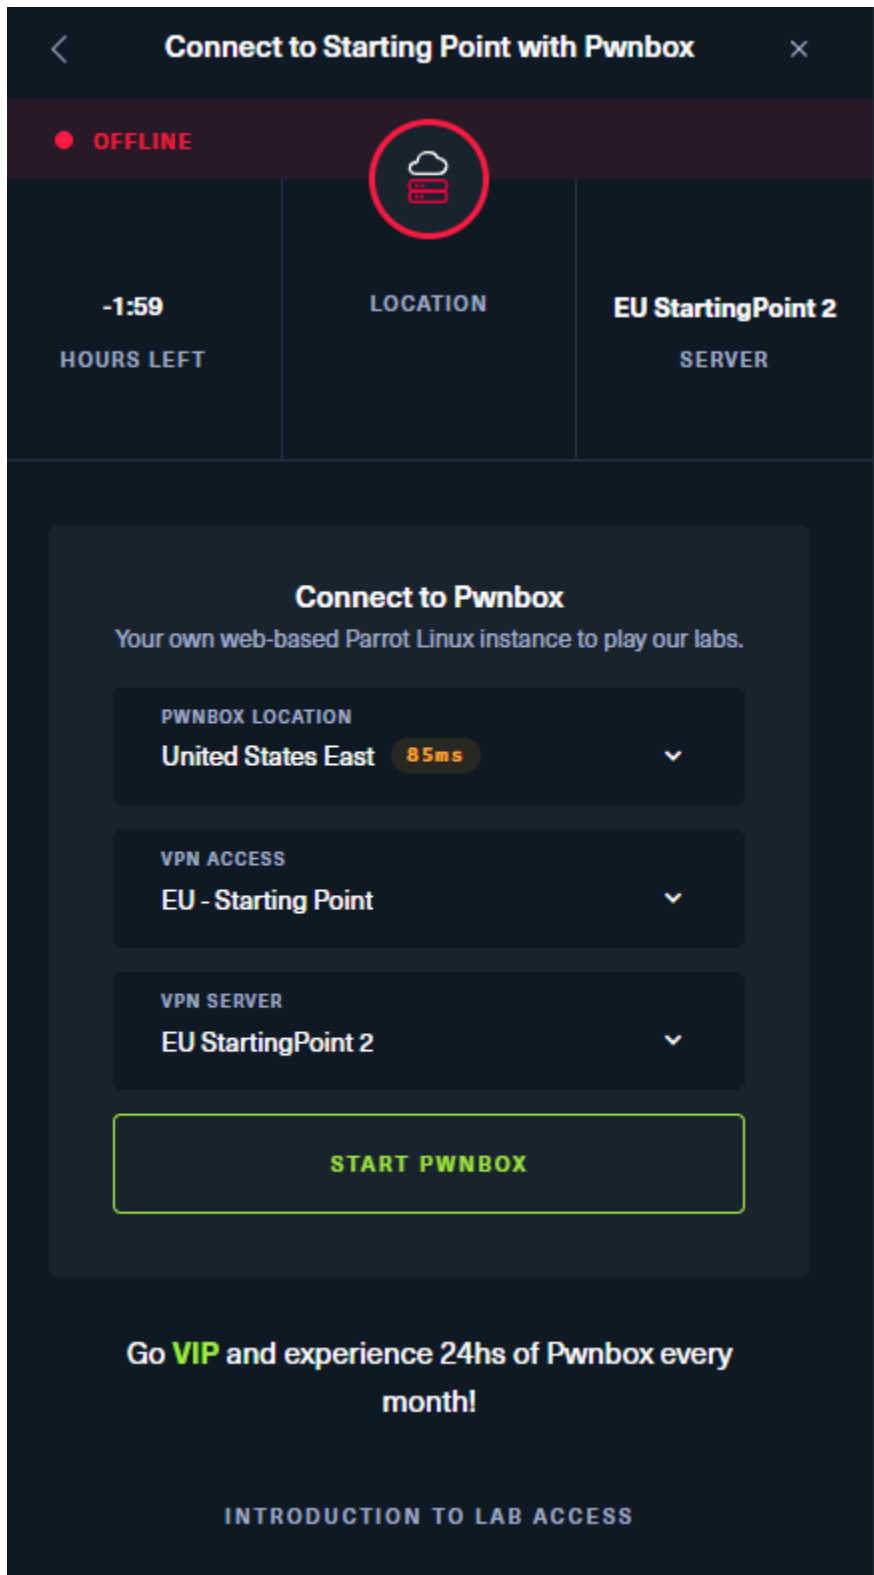 Connect to Starting Point with Pwnbox
OFFLINE
-1:59
HOURS LEFT
LOCATION
EU StartingPoint 2
SERVER
Connect to Pwnbox
Your own web-based Parrot Linux instance to play our labs.
PWNBOX LOCATION
United States East 85ms
VPN ACCESS
EU - Starting Point
VPN SERVER
EU StartingPoint 2
START PWNBOX
Go VIP and experience 24hs of Pwnbox every
month!
INTRODUCTION TO LAB ACCESS